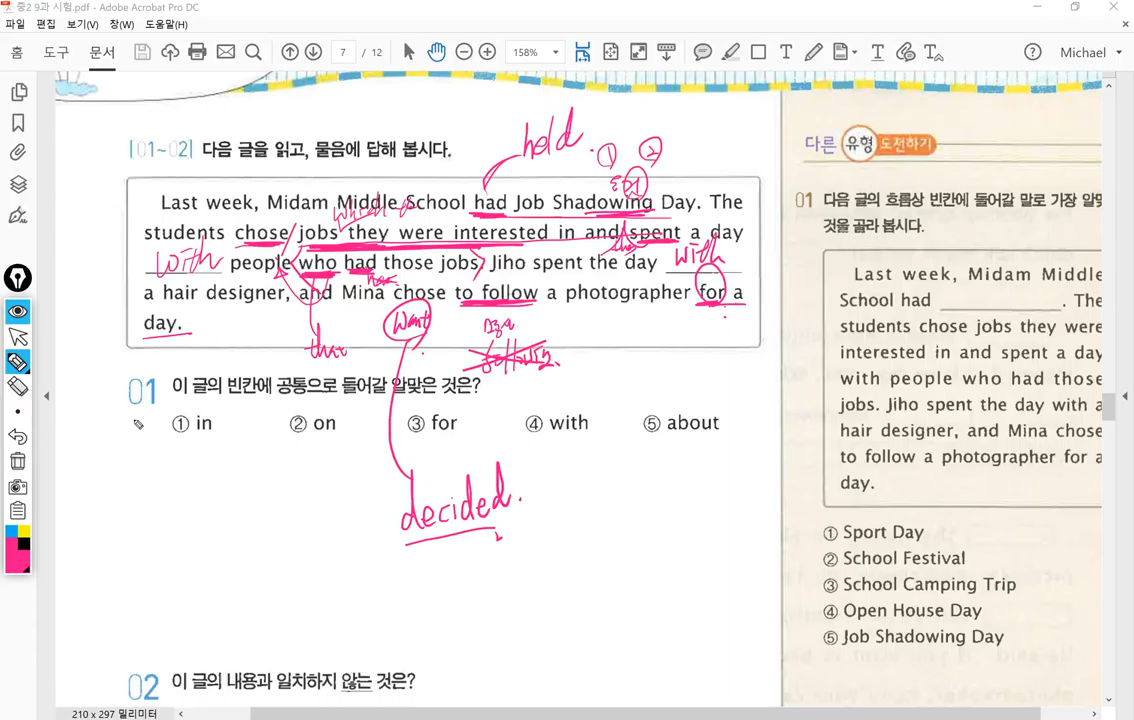 중2 9과 시험.pdf - Adobe Acrobat Pro DC
파일 편집 보기(V) 창(W) 도움말(H)
홈 도구 문서 7 / 12 158% Michael
[01~02] 다음 글을 읽고, 물음에 답해 봅시다.
held.
① ②
Last week, Midam Middle School had Job Shadowing Day. The
which
students chose jobs they were interested in and spent a day
with people who had those jobs. Jiho spent the day with
a hair designer, and Mina chose to follow a photographer for a
want
day.
that
following.
01 이 글의 빈칸에 공통으로 들어갈 알맞은 것은?
① in ② on ③ for ④ with ⑤ about
decided.
02 이 글의 내용과 일치하지 않는 것은?
다른 유형 도전하기
01 다음 글의 흐름상 빈칸에 들어갈 말로 가장 알맞
것을 골라 봅시다.
Last week, Midam Middle
School had ____. The
students chose jobs they were
interested in and spent a day
with people who had those
jobs. Jiho spent the day with a
hair designer, and Mina chose
to follow a photographer for a
day.
① Sport Day
② School Festival
③ School Camping Trip
④ Open House Day
⑤ Job Shadowing Day
210 x 297 밀리미터